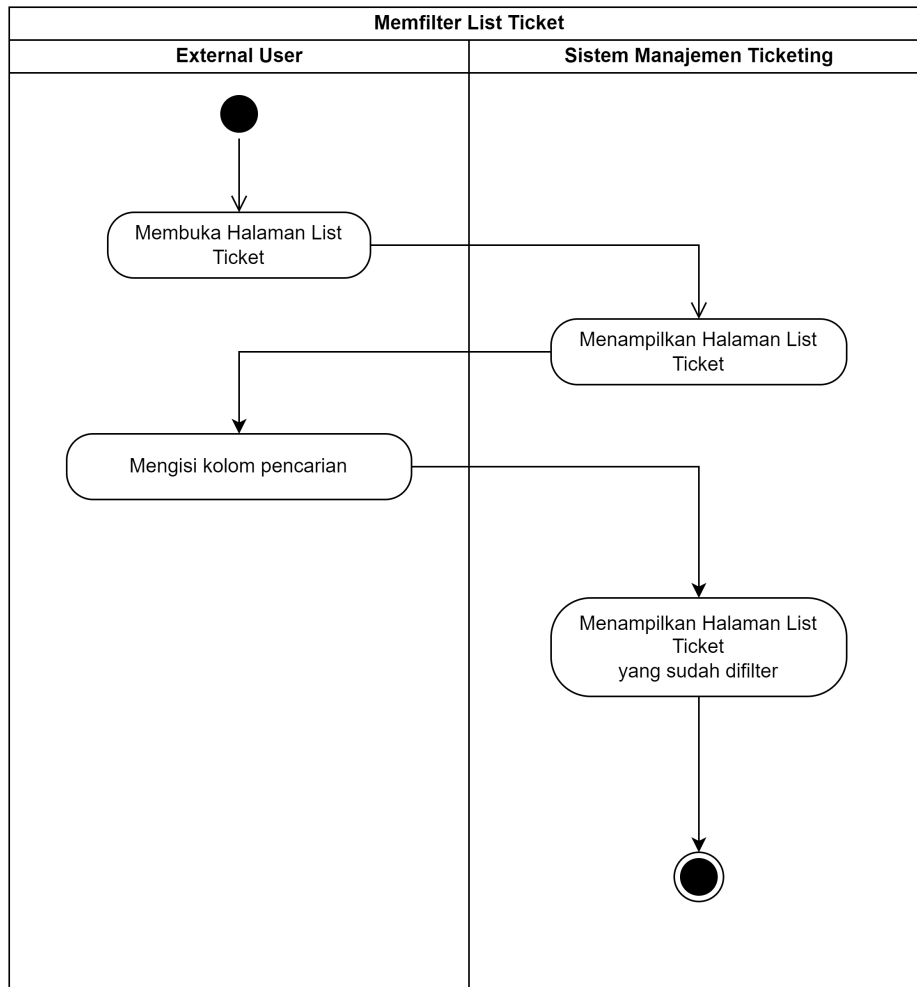 Memfilter List Ticket
External User
Sistem Manajemen Ticketing
Membuka Halaman List
Ticket
Menampilkan Halaman List
Ticket
Mengisi kolom pencarian
Menampilkan Halaman List
Ticket
yang sudah difilter